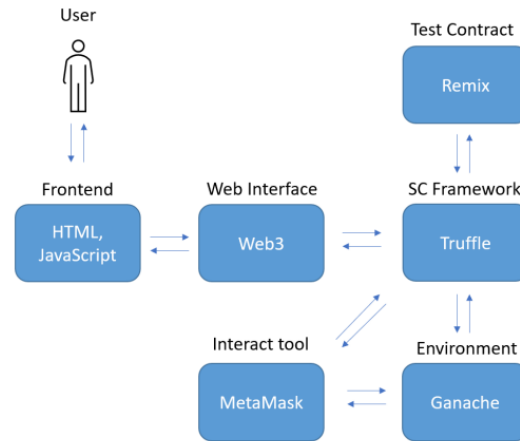 User
Test Contract
Remix
Frontend
HTML,
JavaScript
Web Interface
Web3
SC Framework
Truffle
Interact tool
MetaMask
Environment
Ganache